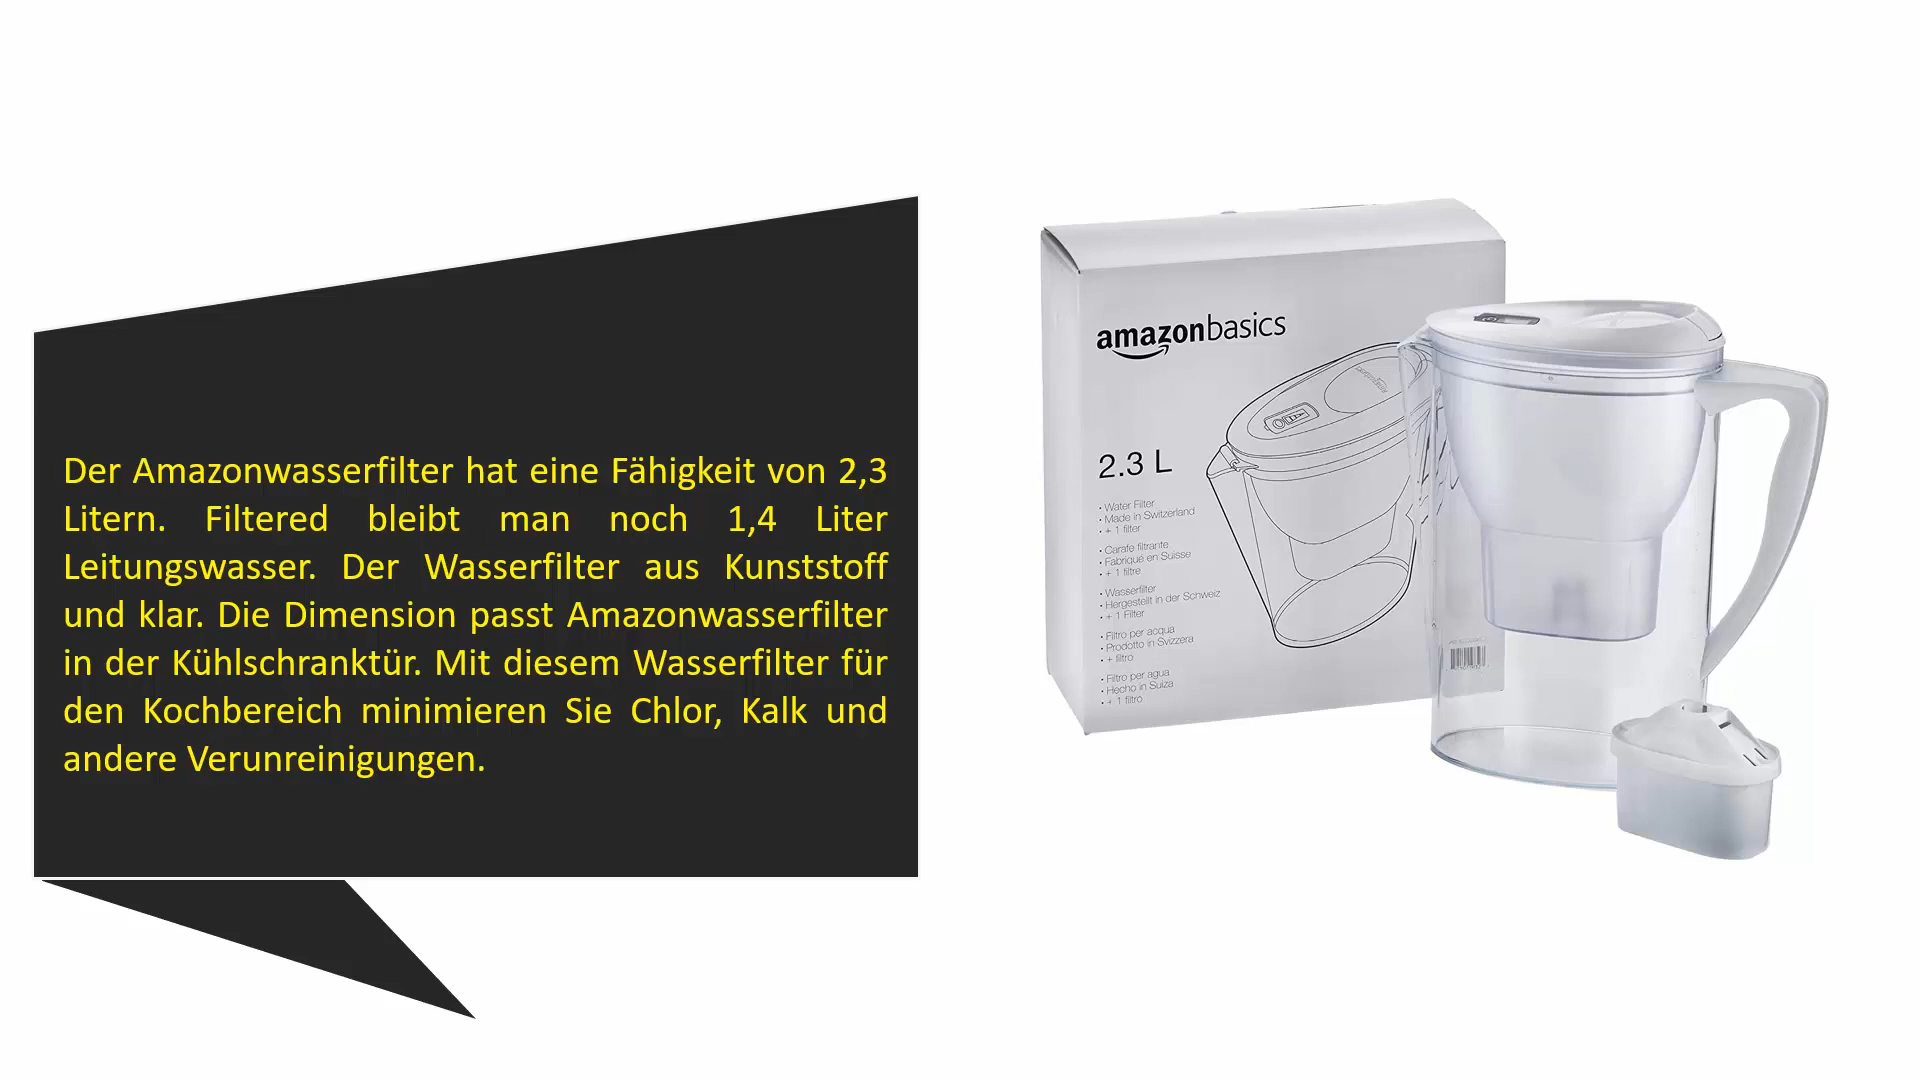 Der Amazonwasserfilter hat eine Fähigkeit von 2,3
Litern. Filtered bleibt man noch 1,4 Liter
Leitungswasser. Der Wasserfilter aus Kunststoff
und klar. Die Dimension passt Amazonwasserfilter
in der Kühlschranktür. Mit diesem Wasserfilter für
den Kochbereich minimieren Sie Chlor, Kalk und
andere Verunreinigungen.
amazonbasics
2.3 L
• Water Filter
• Made in Switzerland
• + 1 filter
• Carafe filtrante
• Fabriqué en Suisse
• + 1 filtre
• Wasserfilter
• Hergestellt in der Schweiz
• + 1 Filter
• Filtro per acqua
• Prodotto in Svizzera
• + filtro
• Filtro per agua
• Hecho in Suiza
• + 1 filtro